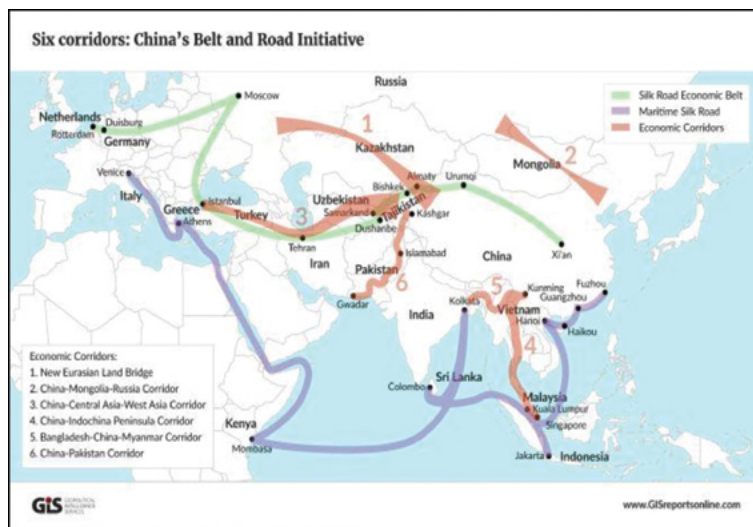 Six corridors: China's Belt and Road Initiative
Russia
Silk Road Economic Belt
Maritime Silk Road
Economic Corridors
Moscow
Netherlands
Duisburg
Rotterdam
Germany
1
Kazakhstan
Mongolia
2
Venice
Italy
Almaty
Urumqi
Bishkek
Uzbekistan
Istanbul
Greece
Turkey
Samarkand
Tajikistan
Kashgar
Athens
3
Dushanbe
Tehran
Iran
Islamabad
China
Xi'an
Pakistan
6
Gwadar
India
Kolkata
5
Kunming
Fuzhou
Guangzhou
Vietnam
Hanoi
Haikou
4
Economic Corridors:
1. New Eurasian Land Bridge
2. China-Mongolia-Russia Corridor
3. China-Central Asia-West Asia Corridor
4. China-Indochina Peninsula Corridor
5. Bangladesh-China-Myanmar Corridor
6. China-Pakistan Corridor
Colombo
Sri Lanka
Malaysia
Kuala Lumpur
Singapore
Kenya
Mombasa
Jakarta
Indonesia
GIS
www.GISreportsonline.com